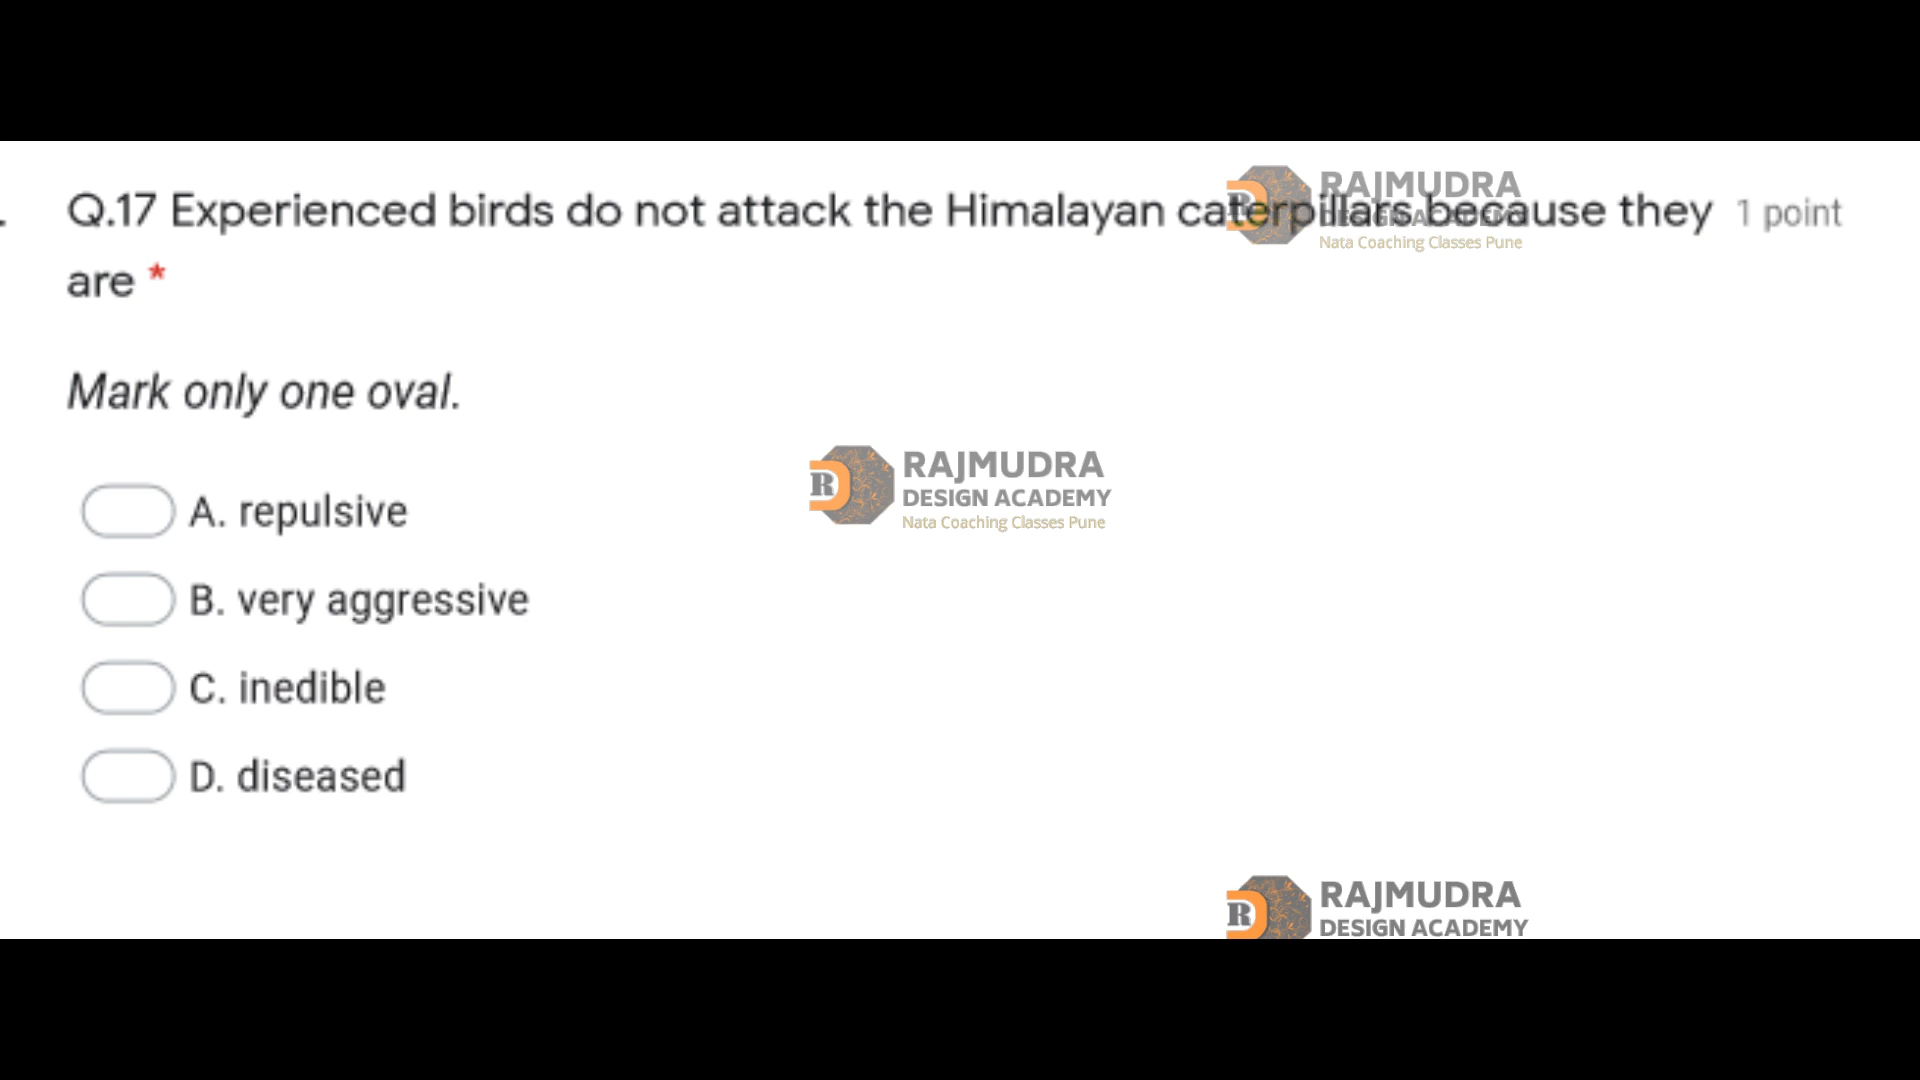 RAJMUDRA
DESIGN ACADEMY
Nata Coaching Classes Pune
Q.17 Experienced birds do not attack the Himalayan caterpillars because they 1 point
are *
Mark only one oval.
RAJMUDRA
DESIGN ACADEMY
Nata Coaching Classes Pune
A. repulsive
B. very aggressive
C. inedible
D. diseased
RAJMUDRA
DESIGN ACADEMY